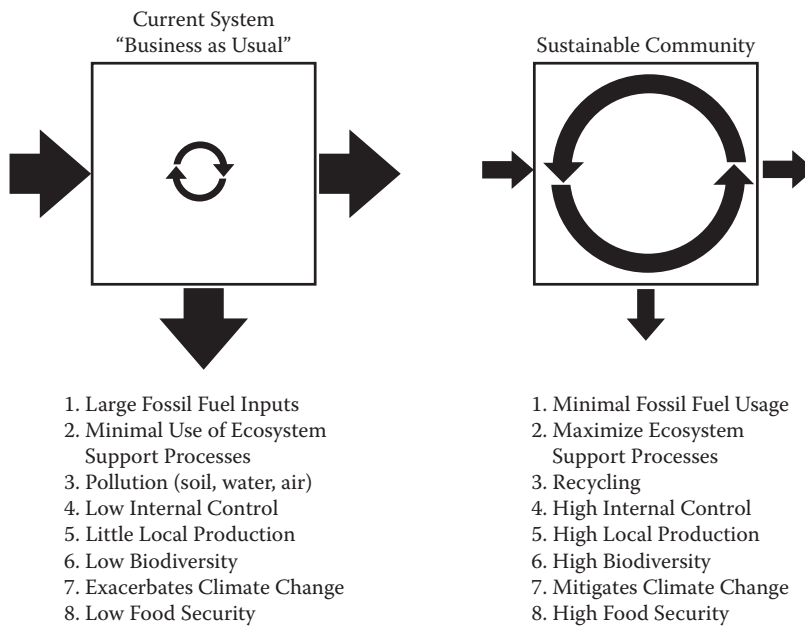 Current System
“Business as Usual”
1. Large Fossil Fuel Inputs
2. Minimal Use of Ecosystem
Support Processes
3. Pollution (soil, water, air)
4. Low Internal Control
5. Little Local Production
6. Low Biodiversity
7. Exacerbates Climate Change
8. Low Food Security
Sustainable Community
1. Minimal Fossil Fuel Usage
2. Maximize Ecosystem
Support Processes
3. Recycling
4. High Internal Control
5. High Local Production
6. High Biodiversity
7. Mitigates Climate Change
8. High Food Security